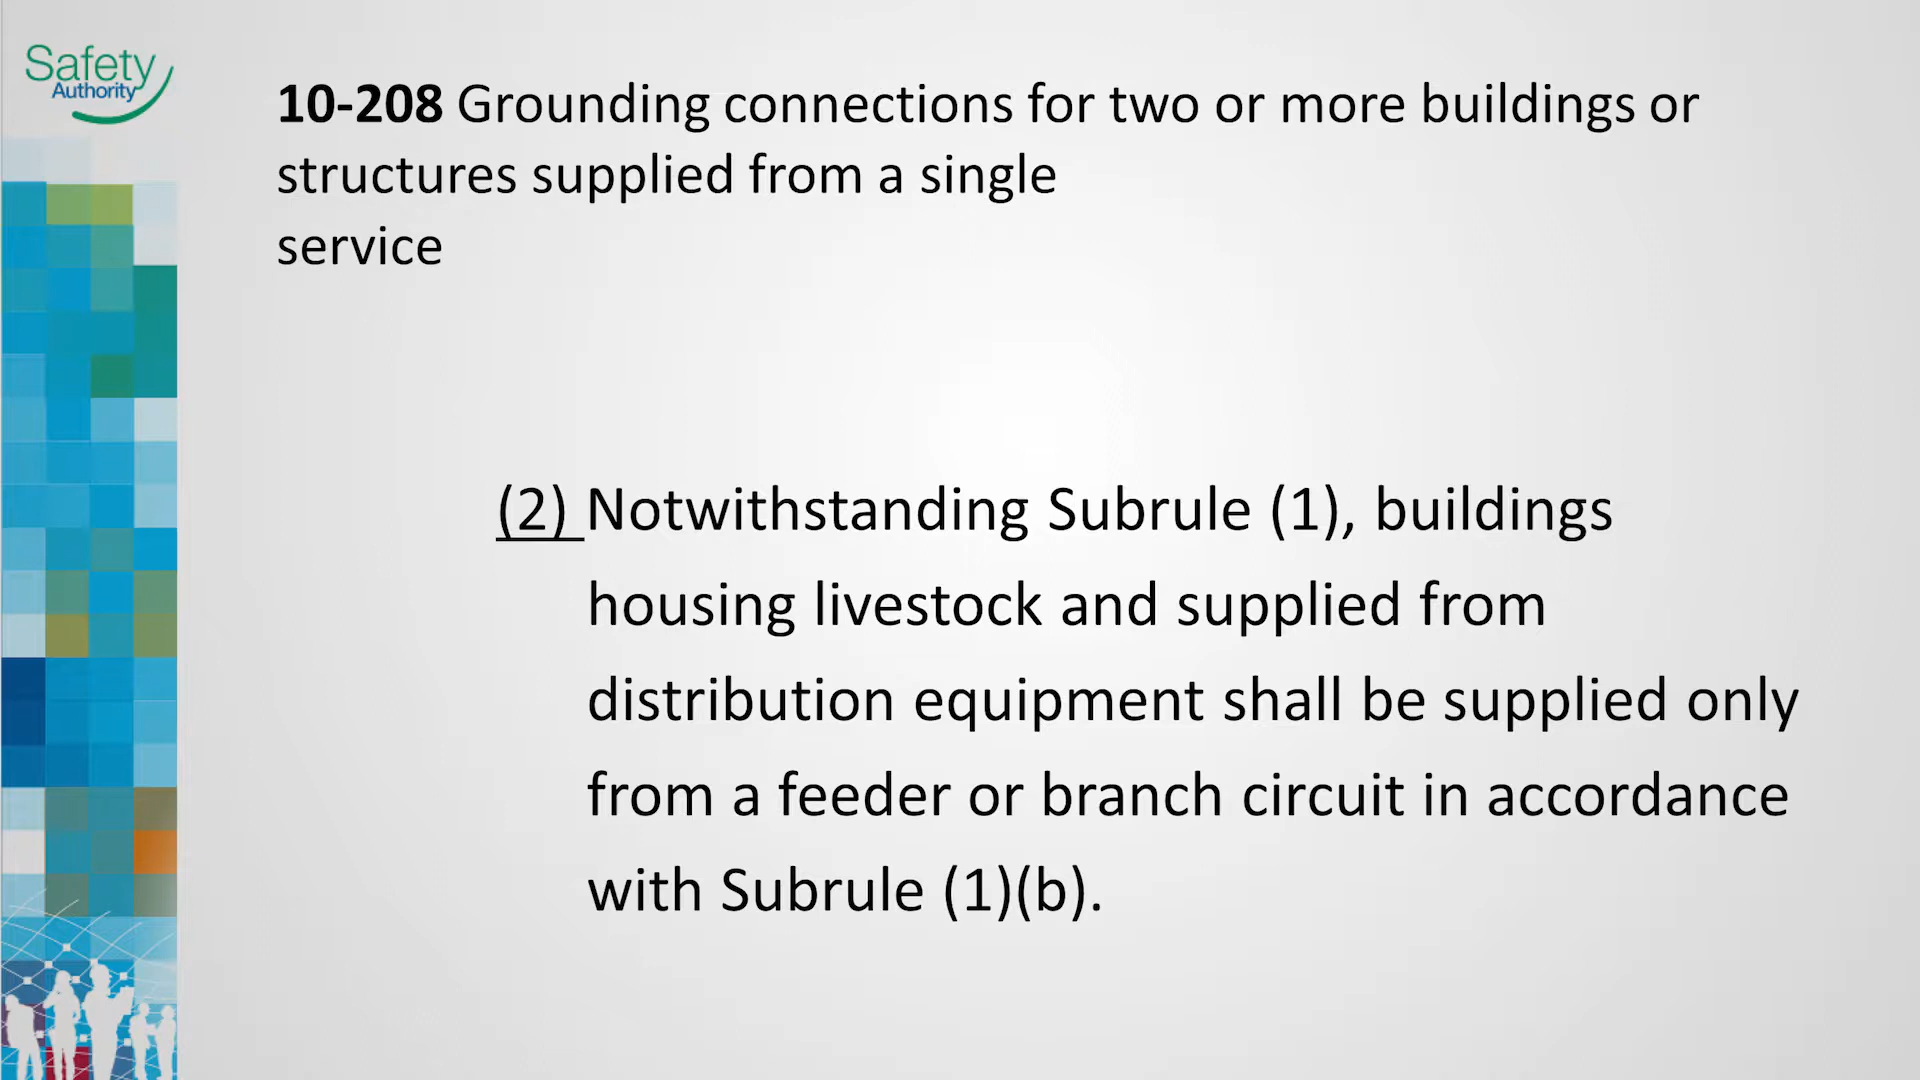 Safety
Authority
10-208 Grounding connections for two or more buildings or
structures supplied from a single
service
(2) Notwithstanding Subrule (1), buildings
housing livestock and supplied from
distribution equipment shall be supplied only
from a feeder or branch circuit in accordance
with Subrule (1)(b).